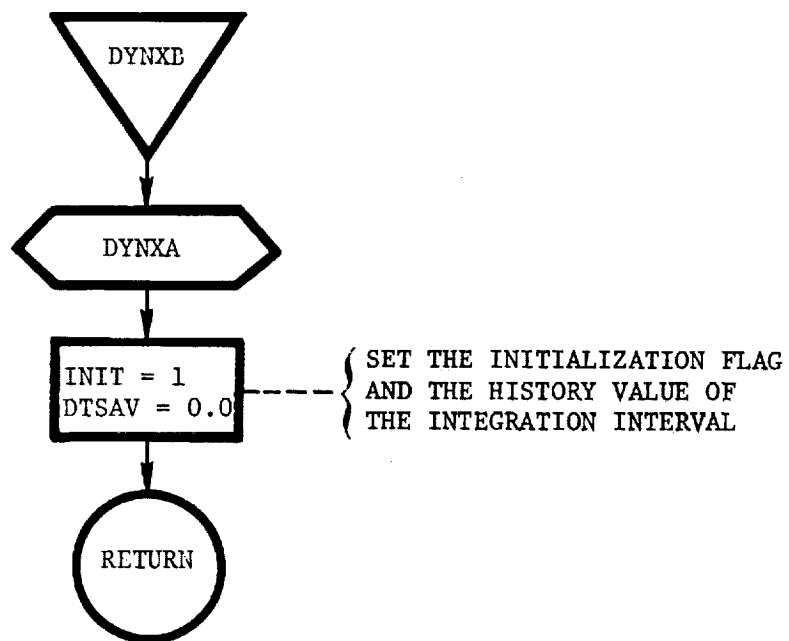 DYNXB
DYNXA
INIT = 1
DTSAV = 0.0
SET THE INITIALIZATION FLAG
AND THE HISTORY VALUE OF
THE INTEGRATION INTERVAL
RETURN